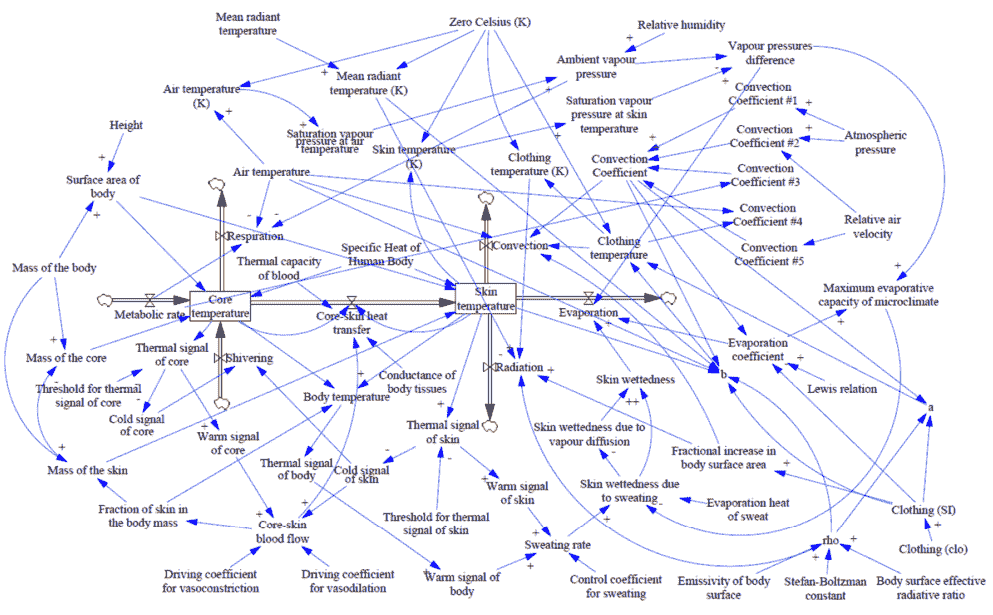 Mean radiant
temperature
Zero Celsius (K)
Relative humidity
Ambient vapour
pressure
Vapour pressures
difference
Mean radiant
temperature (K)
Air temperature
(K)
Convection
Coefficient #1
Saturation vapour
pressure at skin
temperature
Height
Saturation vapour
pressure at air
temperature
Skin temperature
(K)
Convection
Coefficient #2
Atmospheric
pressure
Clothing
temperature (K)
Convection
Coefficient
Convection
Coefficient #3
Air temperature
Surface area of
body
Convection
Coefficient #4
Relative air
velocity
Respiration
Convection
Clothing
temperature
Convection
Coefficient #5
Specific Heat of
Human Body
Thermal capacity
of blood
Mass of the body
Maximum evaporative
capacity of microclimate
Metabolic rate
Core
temperature
Core-skin heat
transfer
Skin
temperature
Evaporation
Evaporation
coefficient
Mass of the core
Thermal signal
of core
Shivering
Radiation
b
Conductance of
body tissues
Skin wettedness
Lewis relation
Threshold for thermal
signal of core
Body temperature
a
Cold signal
of core
Warm signal
of core
Thermal signal
of skin
Skin wettedness due to
vapour diffusion
Fractional increase in
body surface area
Mass of the skin
Thermal signal
of body
Cold signal
of skin
Warm signal
of skin
Skin wettedness due
to sweating
Evaporation heat
of sweat
Fraction of skin in
the body mass
Threshold for thermal
signal of skin
Clothing (SI)
Core-skin
blood flow
Sweating rate
rho
Clothing (clo)
Driving coefficient
for vasoconstriction
Driving coefficient
for vasodilation
Warm signal of
body
Control coefficient
for sweating
Emissivity of body
surface
Stefan-Boltzman
constant
Body surface effective
radiative ratio